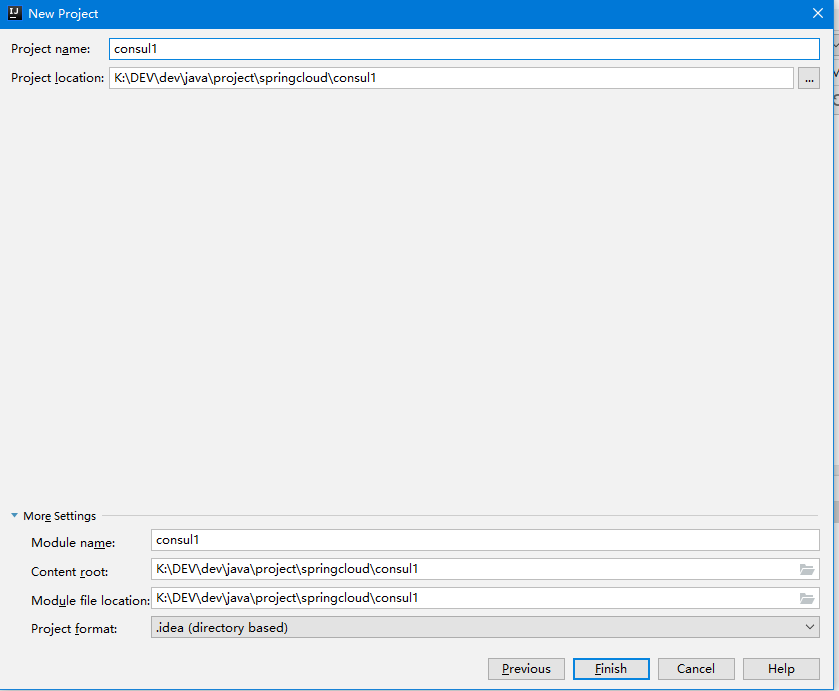 IJ New Project
Project name: consul1
Project location: K:\DEV\dev\java\project\springcloud\consul1 ...
More Settings
Module name: consul1
Content root: K:\DEV\dev\java\project\springcloud\consul1
Module file location: K:\DEV\dev\java\project\springcloud\consul1
Project format: .idea (directory based)
Previous Finish Cancel Help